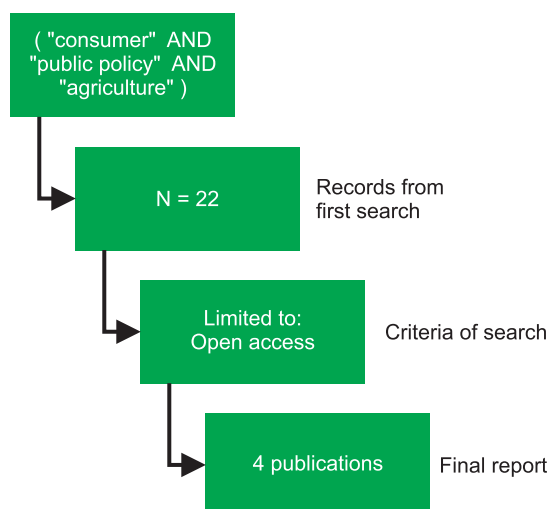 ( "consumer" AND
"public policy" AND
"agriculture" )
N = 22
Records from
first search
Limited to:
Open access
Criteria of search
4 publications
Final report